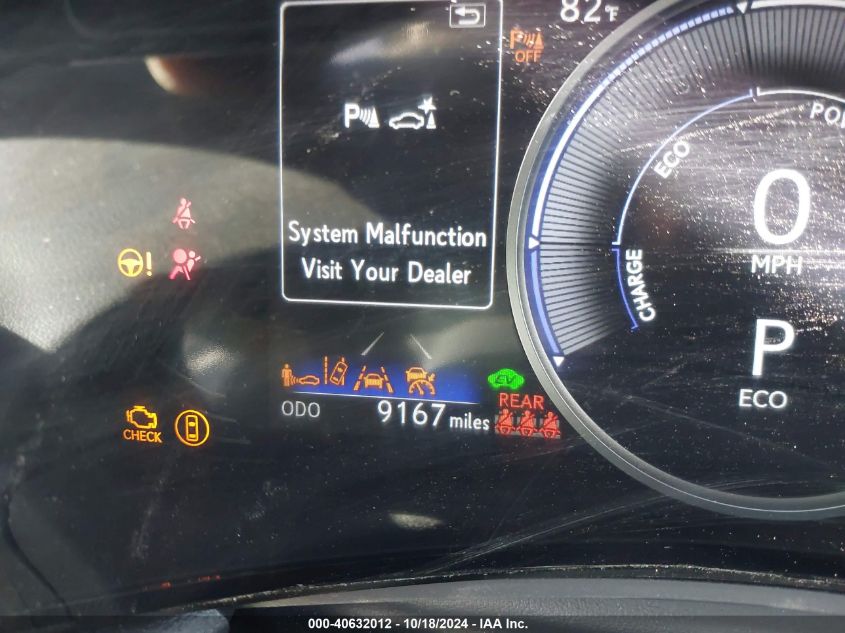 82°F
P OFF
P
System Malfunction
Visit Your Dealer
ECO
CHARGE
0
MPH
P
ECO
EV
REAR
ODO 9167 miles
CHECK
000-40632012 - 10/18/2024 - IAA Inc.